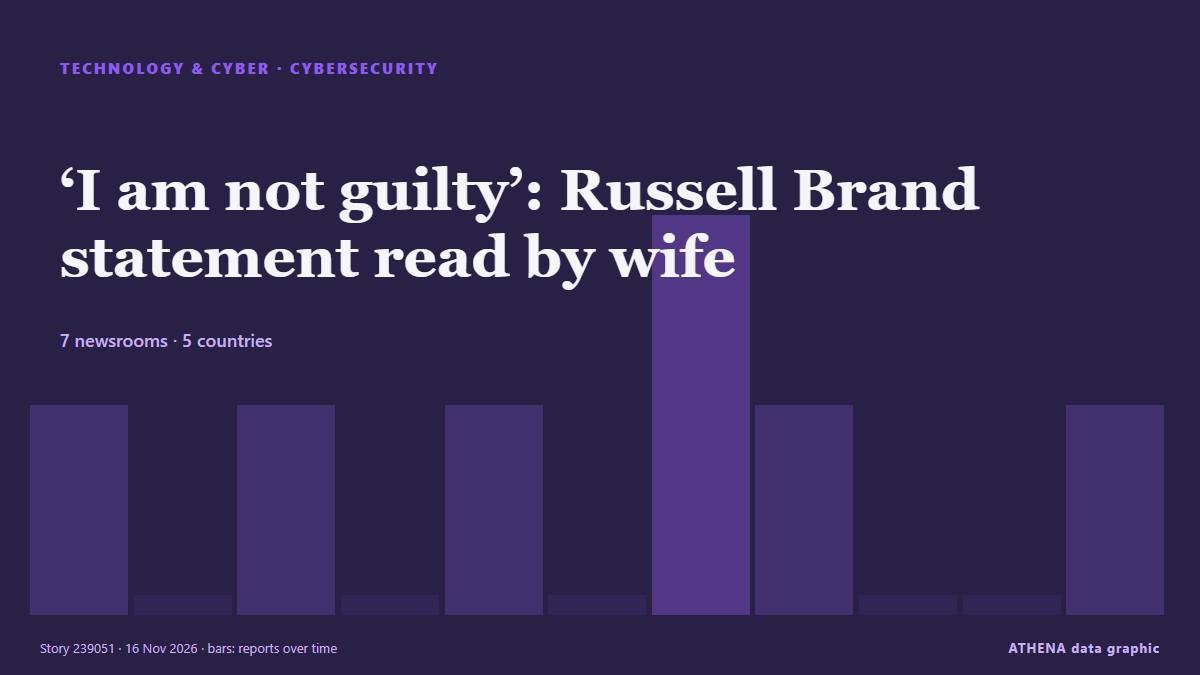 TECHNOLOGY & CYBER · CYBERSECURITY
‘I am not guilty’: Russell Brand
statement read by wife
7 newsrooms · 5 countries
Story 239051 · 16 Nov 2026 · bars: reports over time
ATHENA data graphic